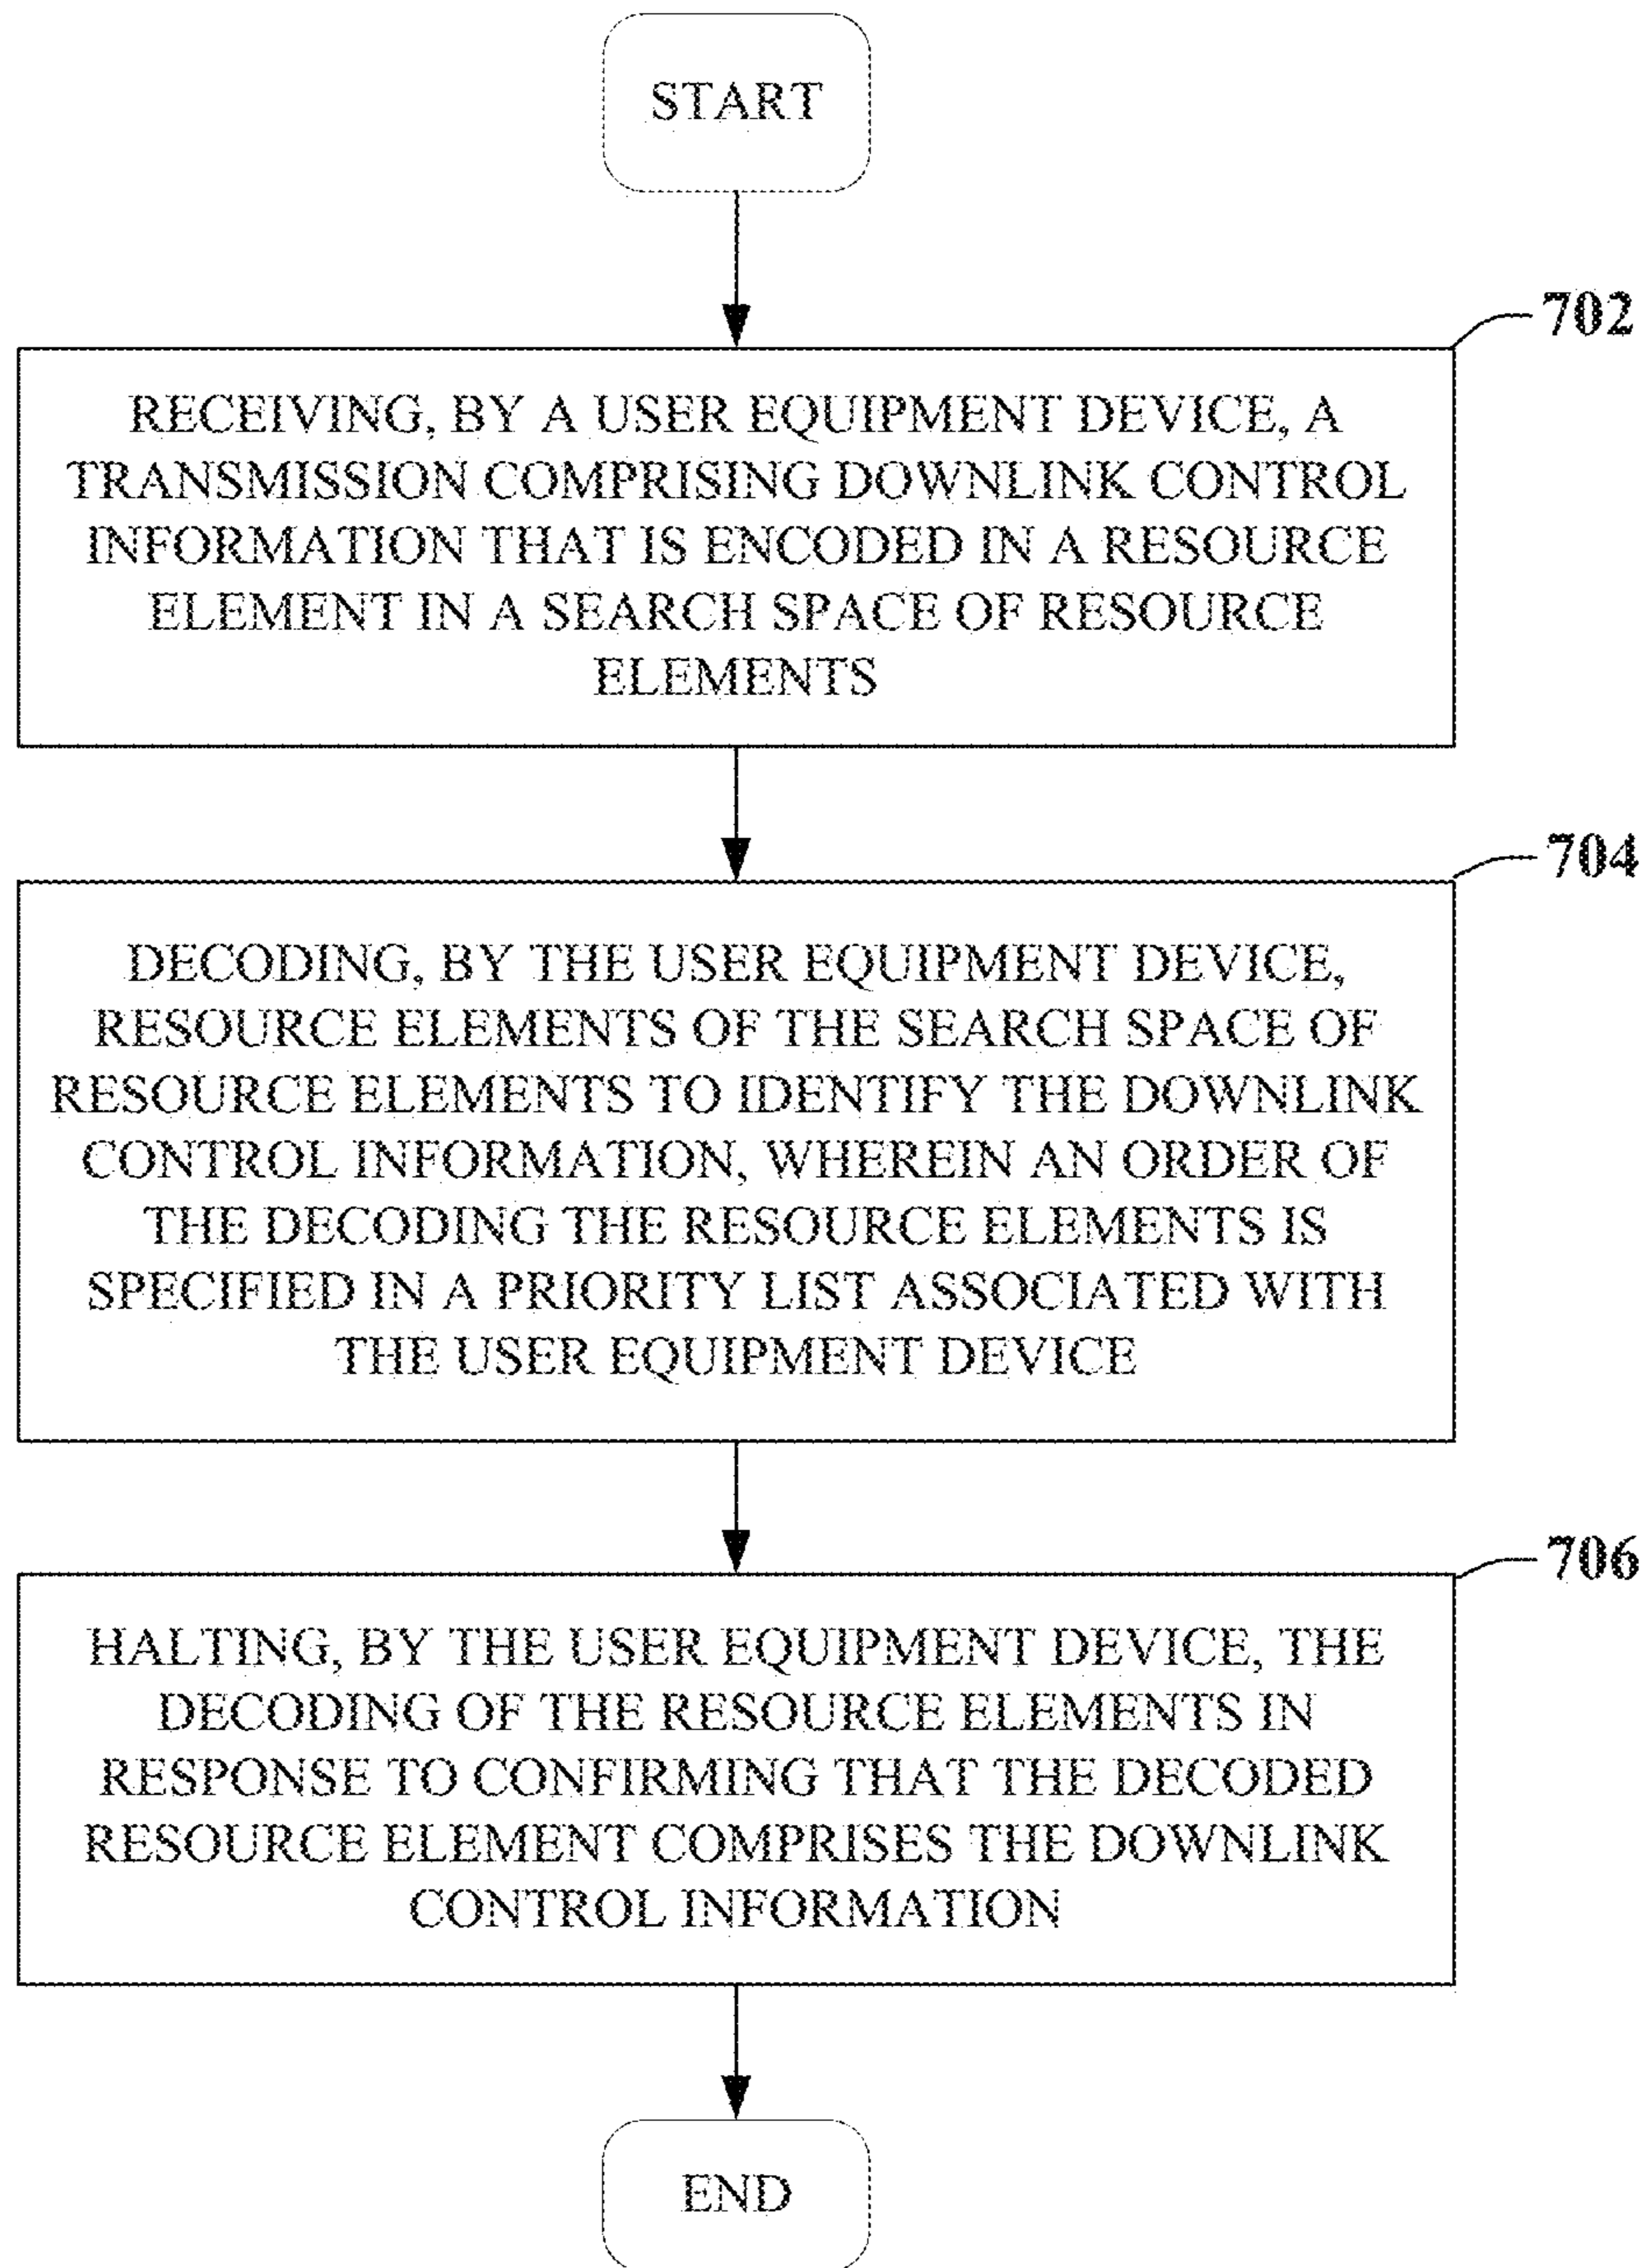 START
702
RECEIVING, BY A USER EQUIPMENT DEVICE, A
TRANSMISSION COMPRISING DOWNLINK CONTROL
INFORMATION THAT IS ENCODED IN A RESOURCE
ELEMENT IN A SEARCH SPACE OF RESOURCE
ELEMENTS
704
DECODING, BY THE USER EQUIPMENT DEVICE,
RESOURCE ELEMENTS OF THE SEARCH SPACE OF
RESOURCE ELEMENTS TO IDENTIFY THE DOWNLINK
CONTROL INFORMATION, WHEREIN AN ORDER OF
THE DECODING THE RESOURCE ELEMENTS IS
SPECIFIED IN A PRIORITY LIST ASSOCIATED WITH
THE USER EQUIPMENT DEVICE
706
HALTING, BY THE USER EQUIPMENT DEVICE, THE
DECODING OF THE RESOURCE ELEMENTS IN
RESPONSE TO CONFIRMING THAT THE DECODED
RESOURCE ELEMENT COMPRISES THE DOWNLINK
CONTROL INFORMATION
END